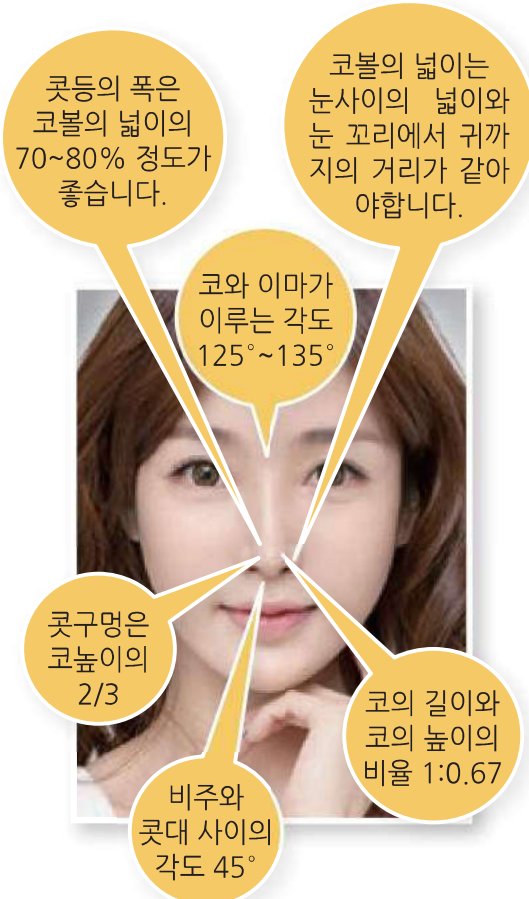 콧등의 폭은
코볼의 넓이의
70~80% 정도가
좋습니다.
코볼의 넓이는
눈사이의 넓이와
눈 꼬리에서 귀까
지의 거리가 같아
야합니다.
코와 이마가
이루는 각도
125°~135°
콧구멍은
코높이의
2/3
코의 길이와
코의 높이의
비율 1:0.67
비주와
콧대 사이의
각도 45°